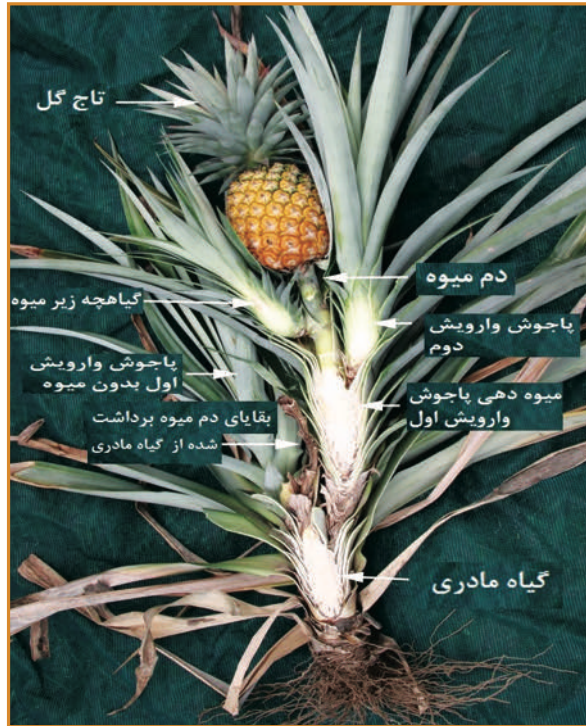 تاج گل
دم میوه
گیاهچه زیر میوه
پاجوش وارویش
دوم
پاجوش وارویش
اول بدون میوه
میوه دهی پاجوش
وارویش اول
بقایای دم میوه برداشت
شده از گیاه مادری
گیاه مادری